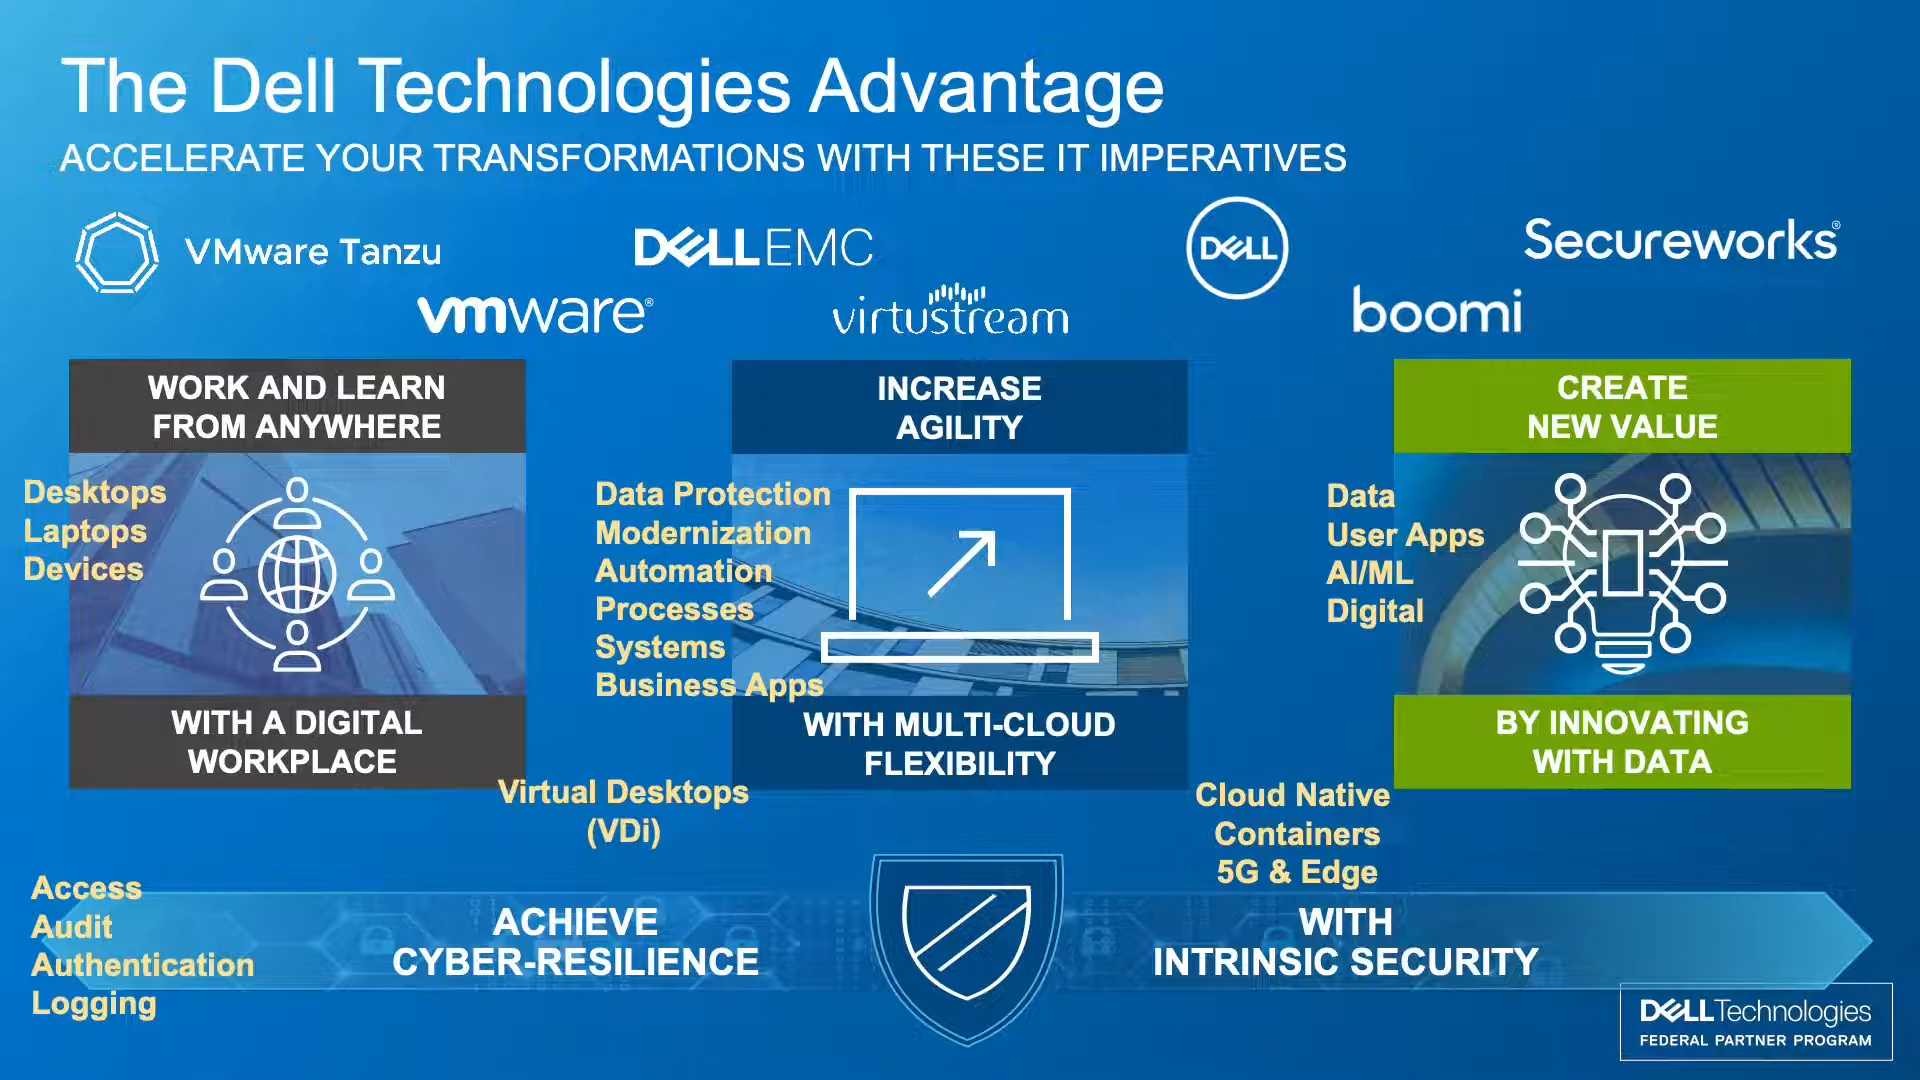 The Dell Technologies Advantage
ACCELERATE YOUR TRANSFORMATIONS WITH THESE IT IMPERATIVES
VMware Tanzu
DELLEMC
DELL
Secureworks®
vmware®
virtustream
boomi
WORK AND LEARN
FROM ANYWHERE
Desktops
Laptops
Devices
WITH A DIGITAL
WORKPLACE
INCREASE
AGILITY
Data Protection
Modernization
Automation
Processes
Systems
Business Apps
WITH MULTI-CLOUD
FLEXIBILITY
CREATE
NEW VALUE
Data
User Apps
AI/ML
Digital
BY INNOVATING
WITH DATA
Virtual Desktops
(VDi)
Cloud Native
Containers
5G & Edge
Access
Audit
Authentication
Logging
ACHIEVE
CYBER-RESILIENCE
WITH
INTRINSIC SECURITY
DELLTechnologies
FEDERAL PARTNER PROGRAM